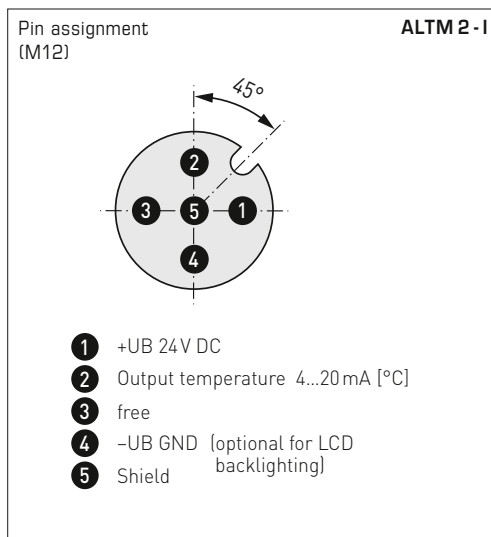 Pin assignment
(M12)
ALTM 2 - I
45°
2
3
5
1
4
1 +UB 24 V DC
2 Output temperature 4...20 mA [°C]
3 free
4 –UB GND (optional for LCD
backlighting)
5 Shield